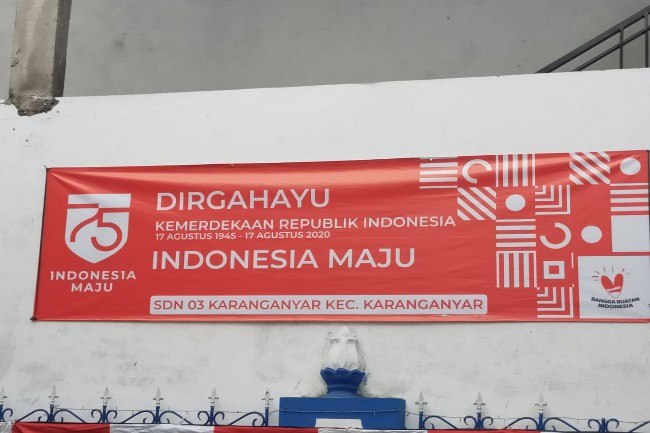 75
INDONESIA
MAJU
DIRGAHAYU
KEMERDEKAAN REPUBLIK INDONESIA
17 AGUSTUS 1945 - 17 AGUSTUS 2020
INDONESIA MAJU
SDN 03 KARANGANYAR KEC. KARANGANYAR
BANGGA BUATAN
INDONESIA